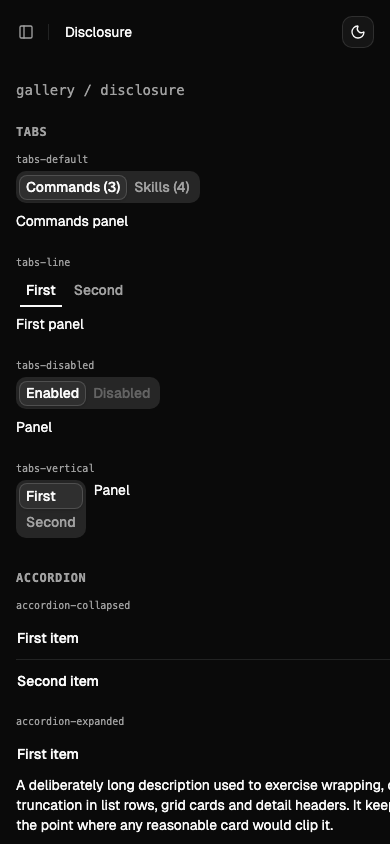 Disclosure
gallery / disclosure
TABS
tabs-default
Commands (3) Skills (4)
Commands panel
tabs-line
First Second
First panel
tabs-disabled
Enabled Disabled
Panel
tabs-vertical
First Panel
Second
ACCORDION
accordion-collapsed
First item
Second item
accordion-expanded
First item
A deliberately long description used to exercise wrapping,
truncation in list rows, grid cards and detail headers. It
the point where any reasonable card would clip it.